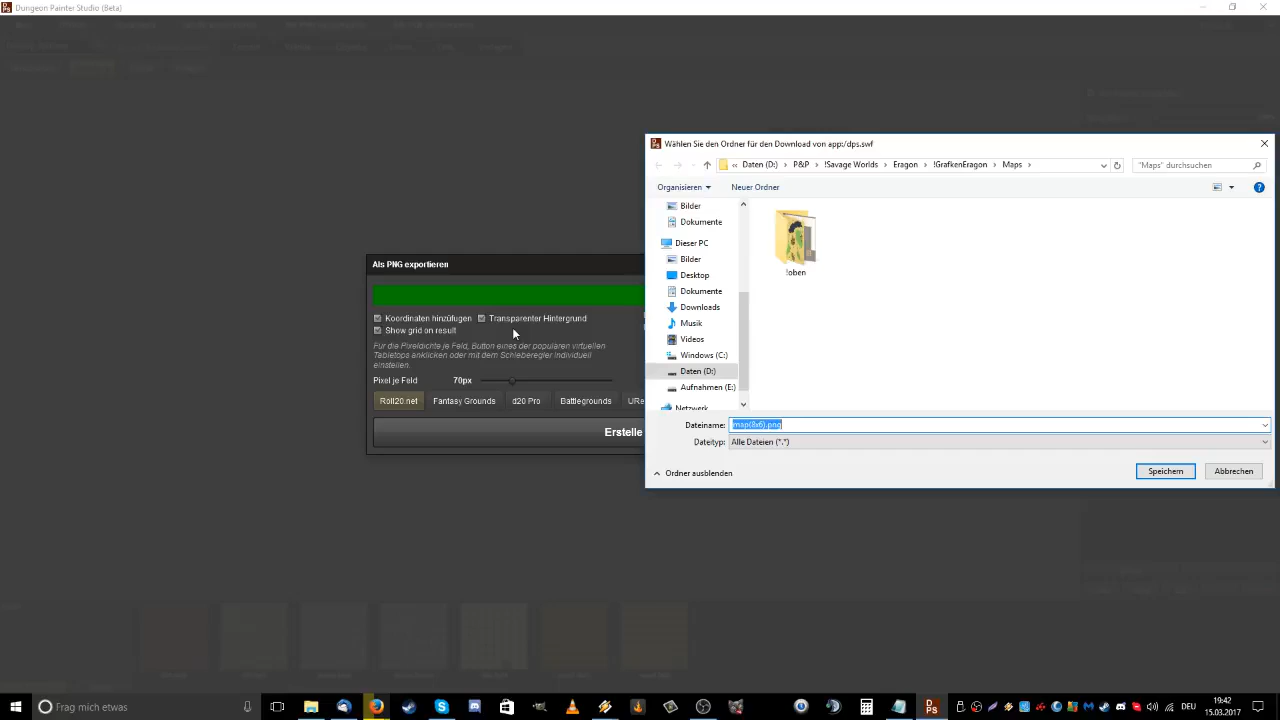 Dungeon Painter Studio (Beta)
Wählen Sie den Ordner für den Download von app:/dps.swf
Daten (D:) > P&P > !Savage Worlds > Eragon > !GrafkenEragon > Maps >
"Maps" durchsuchen
Organisieren
Neuer Ordner
Bilder
Dokumente
Dieser PC
Bilder
Desktop
Dokumente
Downloads
Musik
Videos
Windows (C:)
Daten (D:)
Aufnahmen (E:)
Netzwerk
!oben
Dateiname: map(8x6).png
Dateityp: Alle Dateien (*.*)
Ordner ausblenden
Speichern
Abbrechen
Als PNG exportieren
Koordinaten hinzufügen
Transparenter Hintergrund
Show grid on result
Für die Pixeldichte je Feld, Button eines der popularen virtuellen
Tabletops anklicken oder mit dem Schieberegler individuell
einstellen.
Pixel je Feld 70px
Roll20.net
Fantasy Grounds
d20 Pro
Battlegrounds
URe
Erstelle
Frag mich etwas
DEU
19:42
15.03.2017